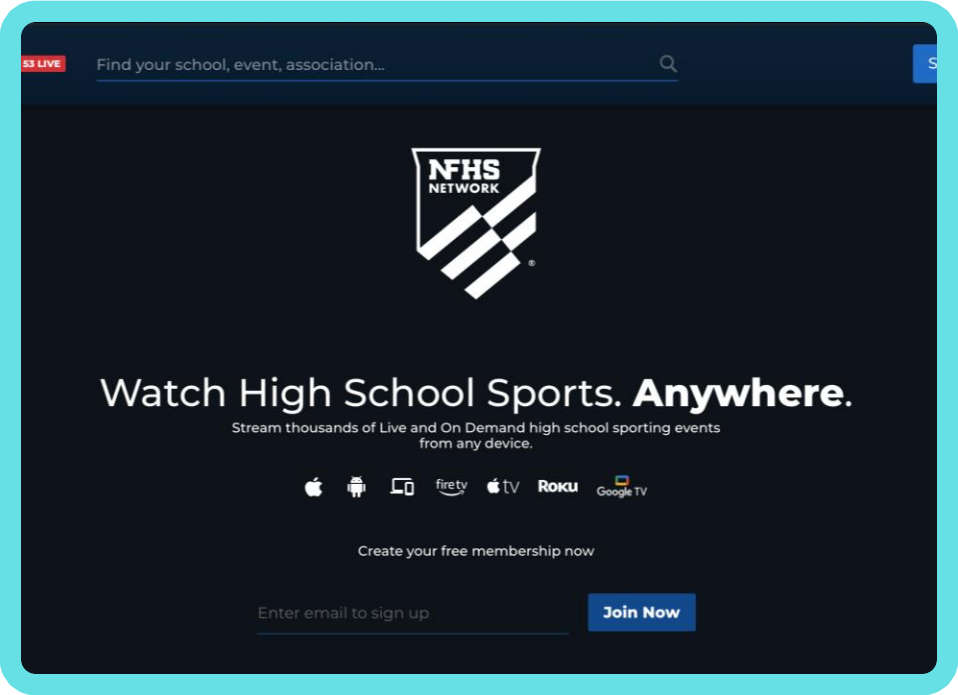 53 LIVE
Find your school, event, association...
S
NFHS
NETWORK
®
Watch High School Sports. Anywhere.
Stream thousands of Live and On Demand high school sporting events
from any device.
firetv
tv
Roku
Google TV
Create your free membership now
Enter email to sign up
Join Now